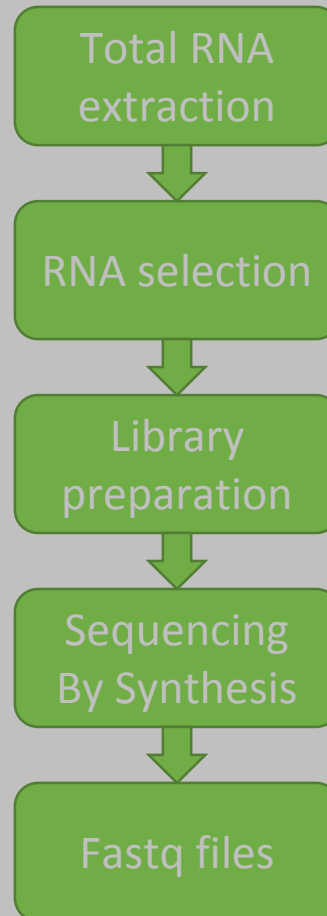 Total RNA
extraction
RNA selection
Library
preparation
Sequencing
By Synthesis
Fastq files